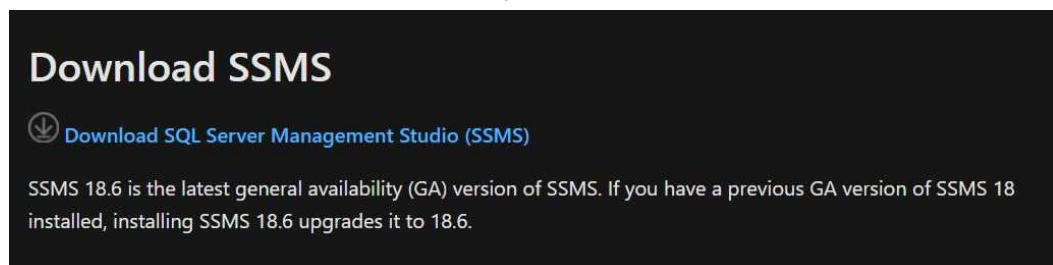 Download SSMS
Download SQL Server Management Studio (SSMS)
SSMS 18.6 is the latest general availability (GA) version of SSMS. If you have a previous GA version of SSMS 18
installed, installing SSMS 18.6 upgrades it to 18.6.